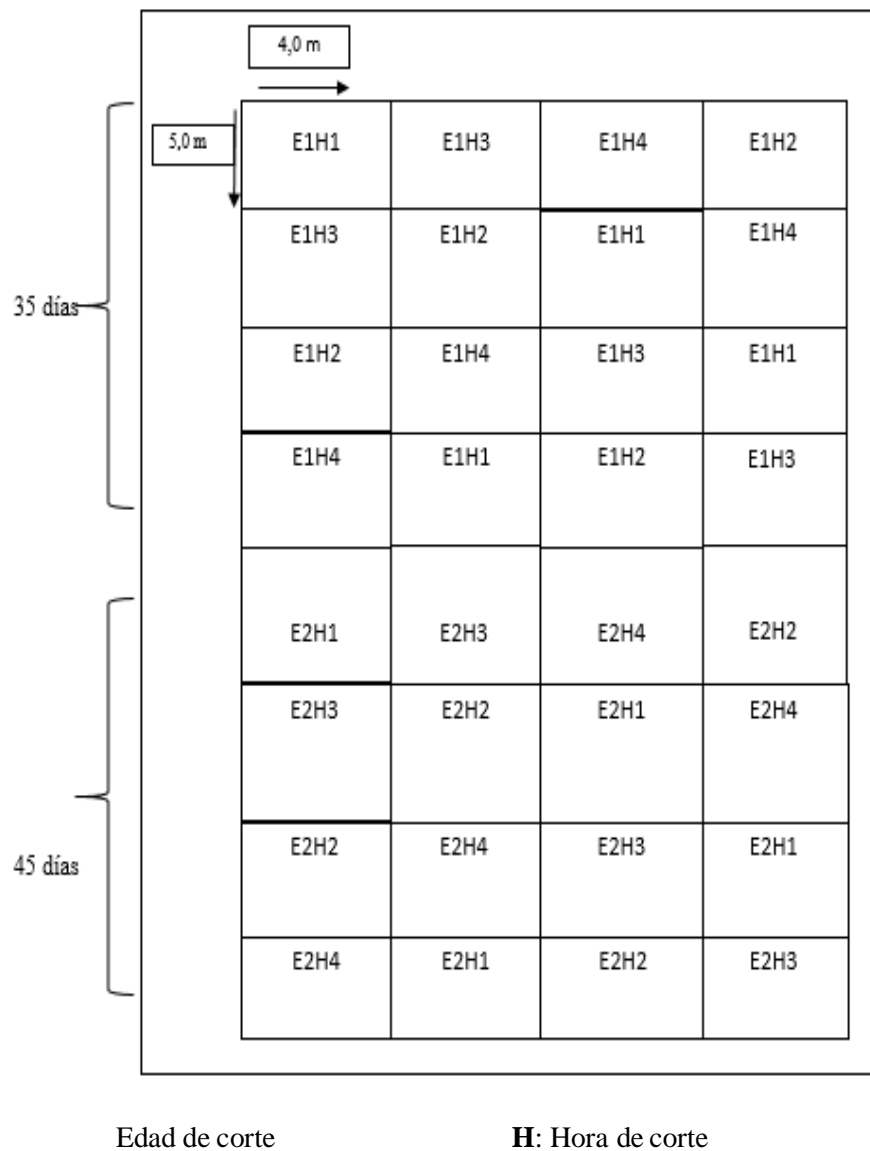 4,0 m
5,0 m
E1H1 E1H3 E1H4 E1H2
E1H3 E1H2 E1H1 E1H4
35 días
E1H2 E1H4 E1H3 E1H1
E1H4 E1H1 E1H2 E1H3
E2H1 E2H3 E2H4 E2H2
E2H3 E2H2 E2H1 E2H4
45 días
E2H2 E2H4 E2H3 E2H1
E2H4 E2H1 E2H2 E2H3
Edad de corte H: Hora de corte